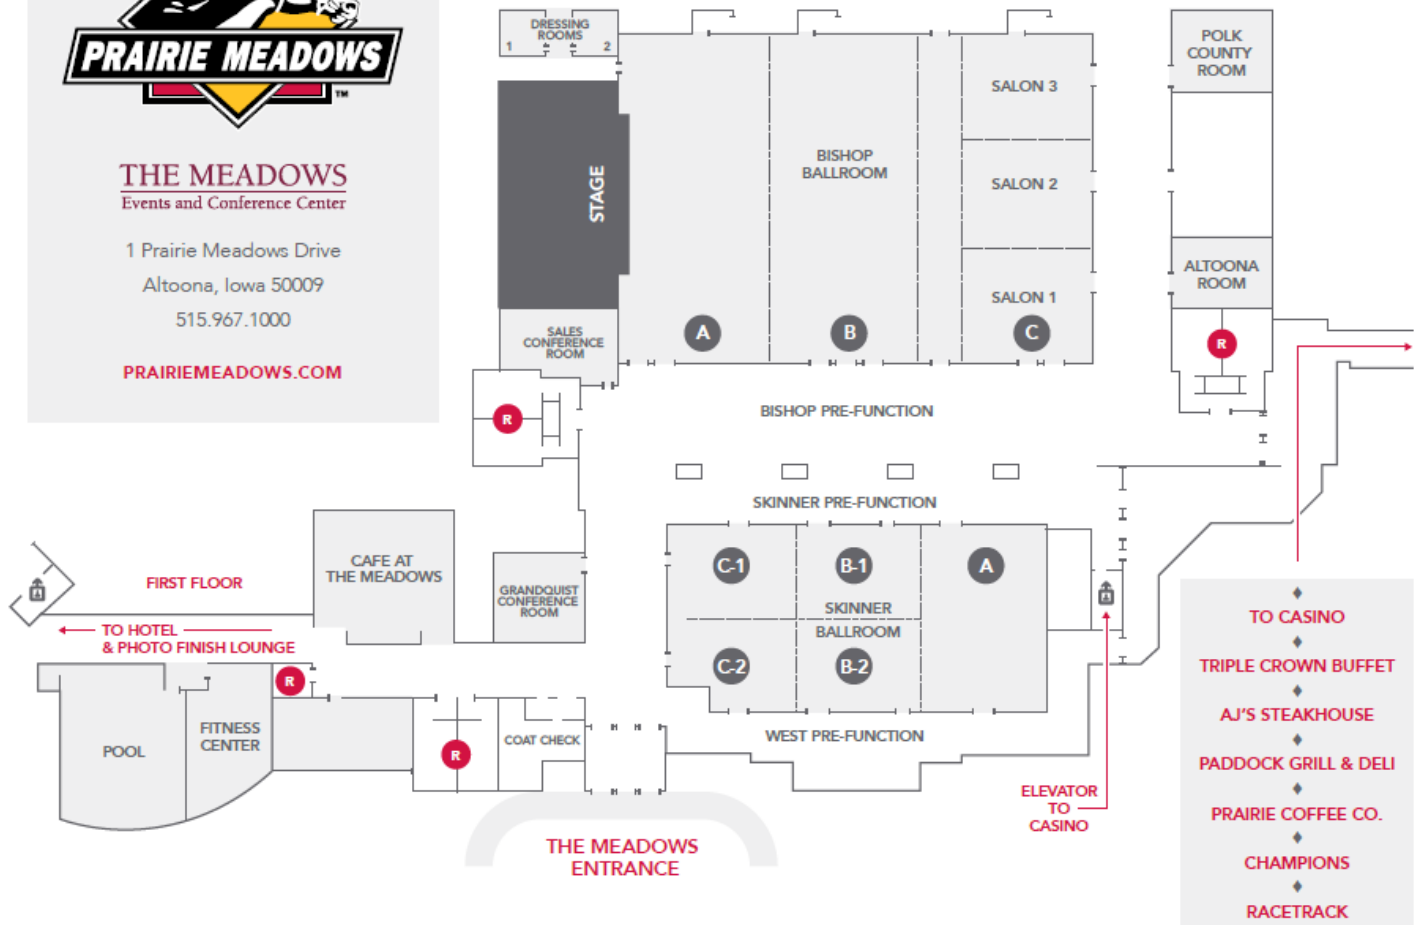 PRAIRIE MEADOWS
TM
THE MEADOWS
Events and Conference Center
1 Prairie Meadows Drive
Altoona, Iowa 50009
515.967.1000
PRAIRIEMEADOWS.COM
DRESSING
ROOMS
1
2
STAGE
SALES
CONFERENCE
ROOM
BISHOP
BALLROOM
SALON 3
SALON 2
SALON 1
A
B
C
POLK
COUNTY
ROOM
ALTOONA
ROOM
R
R
BISHOP PRE-FUNCTION
SKINNER PRE-FUNCTION
C-1
B-1
A
SKINNER
BALLROOM
C-2
B-2
WEST PRE-FUNCTION
CAFE AT
THE MEADOWS
GRANDQUIST
CONFERENCE
ROOM
FIRST FLOOR
TO HOTEL
& PHOTO FINISH LOUNGE
R
POOL
FITNESS
CENTER
R
COAT CHECK
THE MEADOWS
ENTRANCE
ELEVATOR
TO
CASINO
TO CASINO
TRIPLE CROWN BUFFET
AJ'S STEAKHOUSE
PADDOCK GRILL & DELI
PRAIRIE COFFEE CO.
CHAMPIONS
RACETRACK